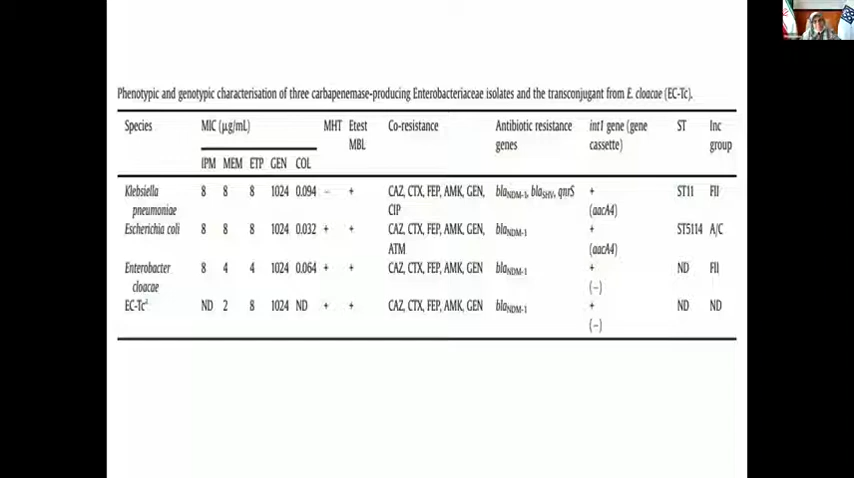 Phenotypic and genotypic characterisation of three carbapenemase-producing Enterobacteriaceae isolates and the transconjugant from E. cloacae (EC-Tc).
Species MIC (μg/mL) MHT Etest MBL Co-resistance Antibiotic resistance genes int1 gene (gene cassette) ST Inc group
IPM MEM ETP GEN COL
Klebsiella pneumoniae 8 8 8 1024 0.094 − + CAZ, CTX, FEP, AMK, GEN, CIP blaNDM-1, blaSHV, qnrS + (aacA4) ST11 FII
Escherichia coli 8 8 8 1024 0.032 + + CAZ, CTX, FEP, AMK, GEN, ATM blaNDM-1 + (aacA4) ST5114 A/C
Enterobacter cloacae 8 4 4 1024 0.064 + + CAZ, CTX, FEP, AMK, GEN blaNDM-1 + (−) ND FII
EC-Tc ND 2 8 1024 ND + + CAZ, CTX, FEP, AMK, GEN blaNDM-1 + (−) ND ND